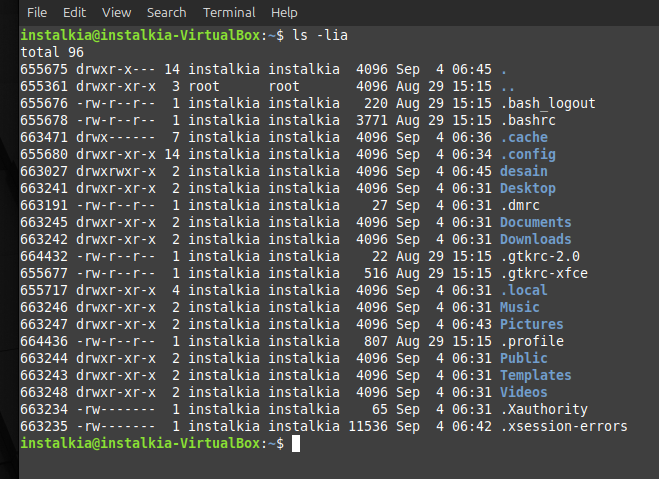 File Edit View Search Terminal Help
instalkia@instalkia-VirtualBox:~$ ls -lia
total 96
655675 drwxr-x--- 14 instalkia instalkia  4096 Sep  4 06:45 .
655361 drwxr-xr-x  3 root      root       4096 Aug 29 15:15 ..
655676 -rw-r--r--  1 instalkia instalkia   220 Aug 29 15:15 .bash_logout
655678 -rw-r--r--  1 instalkia instalkia  3771 Aug 29 15:15 .bashrc
663471 drwx------  7 instalkia instalkia  4096 Sep  4 06:36 .cache
655680 drwxr-xr-x 14 instalkia instalkia  4096 Sep  4 06:34 .config
663027 drwxrwxr-x  2 instalkia instalkia  4096 Sep  4 06:45 desain
663241 drwxr-xr-x  2 instalkia instalkia  4096 Sep  4 06:31 Desktop
663191 -rw-r--r--  1 instalkia instalkia    27 Sep  4 06:31 .dmrc
663245 drwxr-xr-x  2 instalkia instalkia  4096 Sep  4 06:31 Documents
663242 drwxr-xr-x  2 instalkia instalkia  4096 Sep  4 06:31 Downloads
664432 -rw-r--r--  1 instalkia instalkia    22 Aug 29 15:15 .gtkrc-2.0
655677 -rw-r--r--  1 instalkia instalkia   516 Aug 29 15:15 .gtkrc-xfce
655717 drwxr-xr-x  4 instalkia instalkia  4096 Sep  4 06:31 .local
663246 drwxr-xr-x  2 instalkia instalkia  4096 Sep  4 06:31 Music
663247 drwxr-xr-x  2 instalkia instalkia  4096 Sep  4 06:43 Pictures
664436 -rw-r--r--  1 instalkia instalkia   807 Aug 29 15:15 .profile
663244 drwxr-xr-x  2 instalkia instalkia  4096 Sep  4 06:31 Public
663243 drwxr-xr-x  2 instalkia instalkia  4096 Sep  4 06:31 Templates
663248 drwxr-xr-x  2 instalkia instalkia  4096 Sep  4 06:31 Videos
663234 -rw-------  1 instalkia instalkia    65 Sep  4 06:31 .Xauthority
663235 -rw-------  1 instalkia instalkia 11536 Sep  4 06:42 .xsession-errors
instalkia@instalkia-VirtualBox:~$